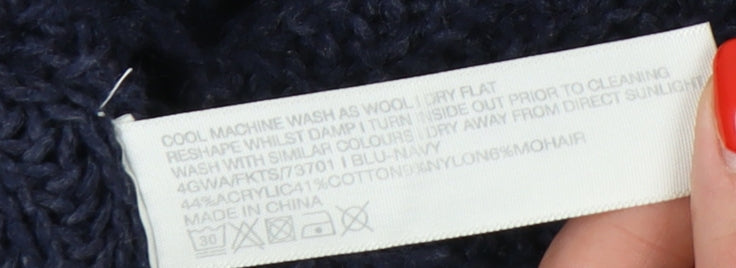 COOL MACHINE WASH AS WOOL | DRY FLAT
RESHAPE WHILST DAMP | TURN INSIDE OUT PRIOR TO CLEANING
WASH WITH SIMILAR COLOURS | DRY AWAY FROM DIRECT SUNLIGHT
4GWA/FKTS/73701 | BLU-NAVY
44%ACRYLIC41%COTTON9%NYLON6%MOHAIR
MADE IN CHINA
30